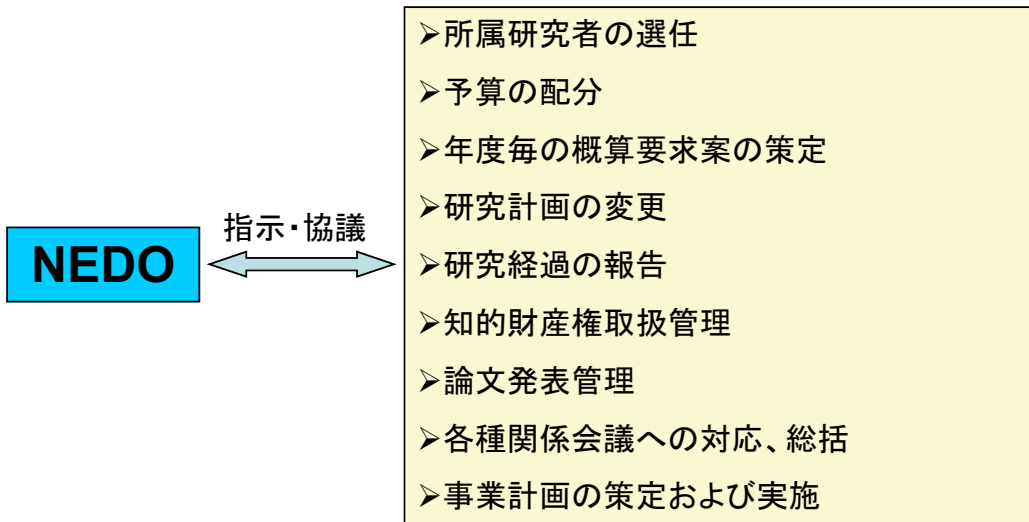 ➢所属研究者の選任
➢予算の配分
➢年度毎の概算要求案の策定
➢研究計画の変更
指示・協議
NEDO
➢研究経過の報告
➢知的財産権取扱管理
➢論文発表管理
➢各種関係会議への対応、総括
➢事業計画の策定および実施